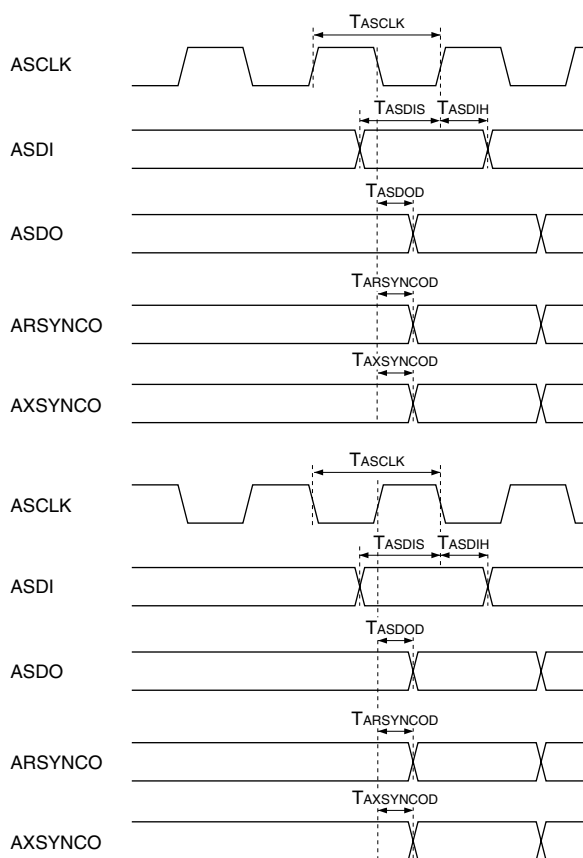 TASCLK
ASCLK
TASDIS TASDIH
ASDI
TASDOD
ASDO
TARSYNCOD
ARSYNCO
TAXSYNCOD
AXSYNCO
TASCLK
ASCLK
TASDIS TASDIH
ASDI
TASDOD
ASDO
TARSYNCOD
ARSYNCO
TAXSYNCOD
AXSYNCO